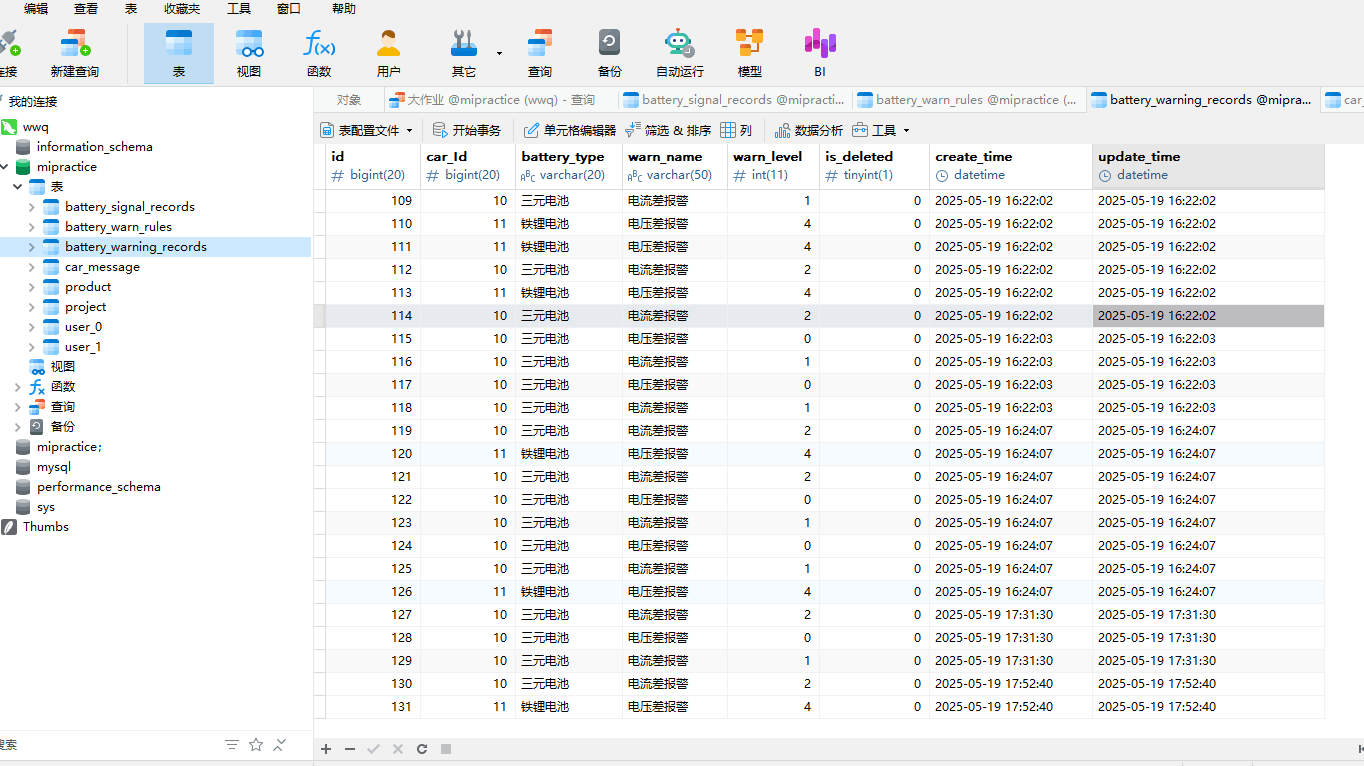 编辑 查看 表 收藏夹 工具 窗口 帮助
连接 新建查询 表 视图 函数 用户 其它 查询 备份 自动运行 模型 BI
我的连接
wwq
information_schema
mipractice
表
battery_signal_records
battery_warn_rules
battery_warning_records
car_message
product
project
user_0
user_1
视图
函数
查询
备份
mipractice;
mysql
performance_schema
sys
Thumbs
搜索
对象 大作业 @mipractice (wwq) - 查询 battery_signal_records @mipracti... battery_warn_rules @mipractice (... battery_warning_records @mipra... car_
表配置文件 开始事务 单元格编辑器 筛选 & 排序 列 数据分析 工具
id car_Id battery_type warn_name warn_level is_deleted create_time update_time
# bigint(20) # bigint(20) ABC varchar(20) ABC varchar(50) # int(11) # tinyint(1) datetime datetime
109 10 三元电池 电流差报警 1 0 2025-05-19 16:22:02 2025-05-19 16:22:02
110 11 铁锂电池 电压差报警 4 0 2025-05-19 16:22:02 2025-05-19 16:22:02
111 11 铁锂电池 电压差报警 4 0 2025-05-19 16:22:02 2025-05-19 16:22:02
112 10 三元电池 电流差报警 2 0 2025-05-19 16:22:02 2025-05-19 16:22:02
113 11 铁锂电池 电压差报警 4 0 2025-05-19 16:22:02 2025-05-19 16:22:02
114 10 三元电池 电流差报警 2 0 2025-05-19 16:22:02 2025-05-19 16:22:02
115 10 三元电池 电压差报警 0 0 2025-05-19 16:22:03 2025-05-19 16:22:03
116 10 三元电池 电流差报警 1 0 2025-05-19 16:22:03 2025-05-19 16:22:03
117 10 三元电池 电压差报警 0 0 2025-05-19 16:22:03 2025-05-19 16:22:03
118 10 三元电池 电流差报警 1 0 2025-05-19 16:22:03 2025-05-19 16:22:03
119 10 三元电池 电流差报警 2 0 2025-05-19 16:24:07 2025-05-19 16:24:07
120 11 铁锂电池 电压差报警 4 0 2025-05-19 16:24:07 2025-05-19 16:24:07
121 10 三元电池 电流差报警 2 0 2025-05-19 16:24:07 2025-05-19 16:24:07
122 10 三元电池 电压差报警 0 0 2025-05-19 16:24:07 2025-05-19 16:24:07
123 10 三元电池 电流差报警 1 0 2025-05-19 16:24:07 2025-05-19 16:24:07
124 10 三元电池 电压差报警 0 0 2025-05-19 16:24:07 2025-05-19 16:24:07
125 10 三元电池 电流差报警 1 0 2025-05-19 16:24:07 2025-05-19 16:24:07
126 11 铁锂电池 电压差报警 4 0 2025-05-19 16:24:07 2025-05-19 16:24:07
127 10 三元电池 电流差报警 2 0 2025-05-19 17:31:30 2025-05-19 17:31:30
128 10 三元电池 电压差报警 0 0 2025-05-19 17:31:30 2025-05-19 17:31:30
129 10 三元电池 电流差报警 1 0 2025-05-19 17:31:30 2025-05-19 17:31:30
130 10 三元电池 电流差报警 2 0 2025-05-19 17:52:40 2025-05-19 17:52:40
131 11 铁锂电池 电压差报警 4 0 2025-05-19 17:52:40 2025-05-19 17:52:40